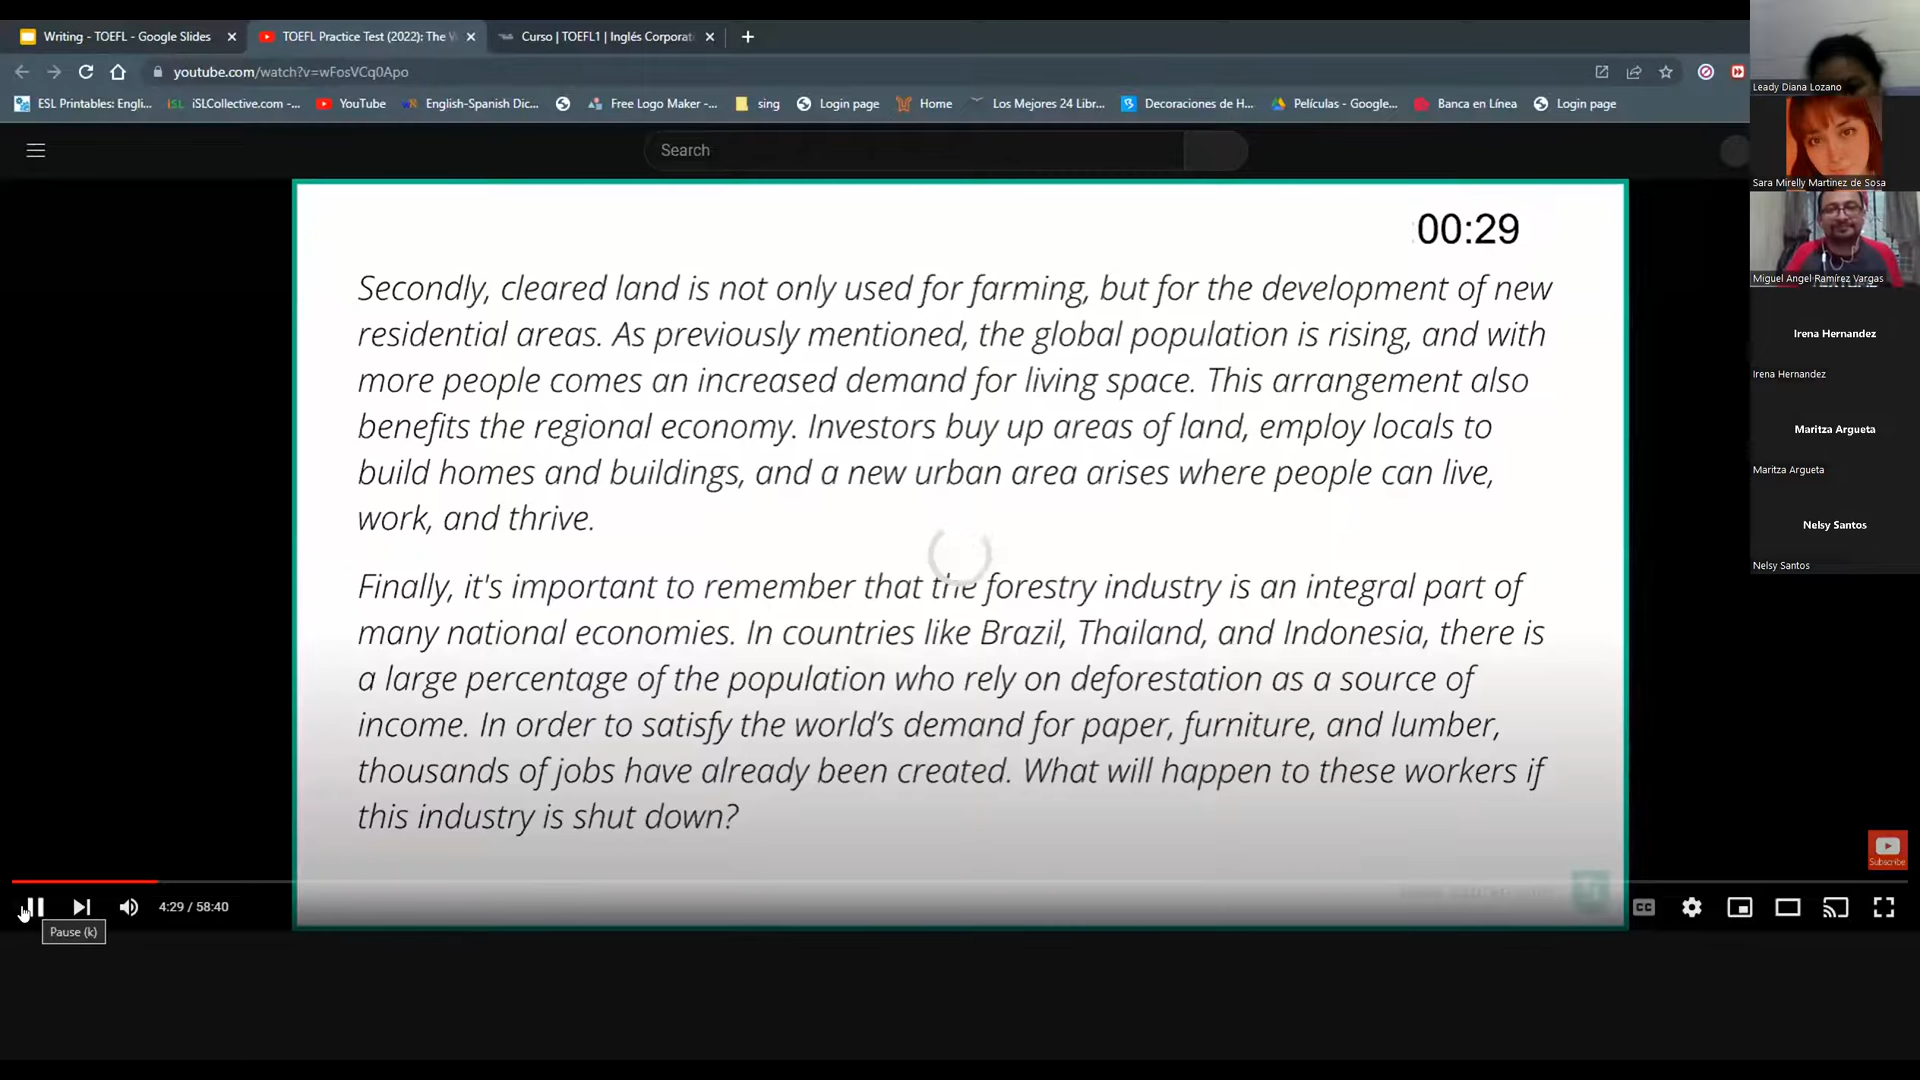 Writing - TOEFL - Google Slides
TOEFL Practice Test (2022): The
Curso | TOEFL1 | Inglés Corporat
youtube.com/watch?v=wFosVCq0Apo
ESL Printables: Engli...
iSLCollective.com -...
YouTube
English-Spanish Dic...
Free Logo Maker -...
sing
Login page
Home
Los Mejores 24 Libr...
Decoraciones de H...
Películas - Google...
Banca en Línea
Login page
Search
00:29
Secondly, cleared land is not only used for farming, but for the development of new
residential areas. As previously mentioned, the global population is rising, and with
more people comes an increased demand for living space. This arrangement also
benefits the regional economy. Investors buy up areas of land, employ locals to
build homes and buildings, and a new urban area arises where people can live,
work, and thrive.
Finally, it's important to remember that the forestry industry is an integral part of
many national economies. In countries like Brazil, Thailand, and Indonesia, there is
a large percentage of the population who rely on deforestation as a source of
income. In order to satisfy the world's demand for paper, furniture, and lumber,
thousands of jobs have already been created. What will happen to these workers if
this industry is shut down?
Subscribe
4:29 / 58:40
CC
Pause (k)
Leady Diana Lozano
Sara Mirelly Martínez de Sosa
Miguel Angel Ramírez Vargas
Irena Hernandez
Irena Hernandez
Maritza Argueta
Maritza Argueta
Nelsy Santos
Nelsy Santos